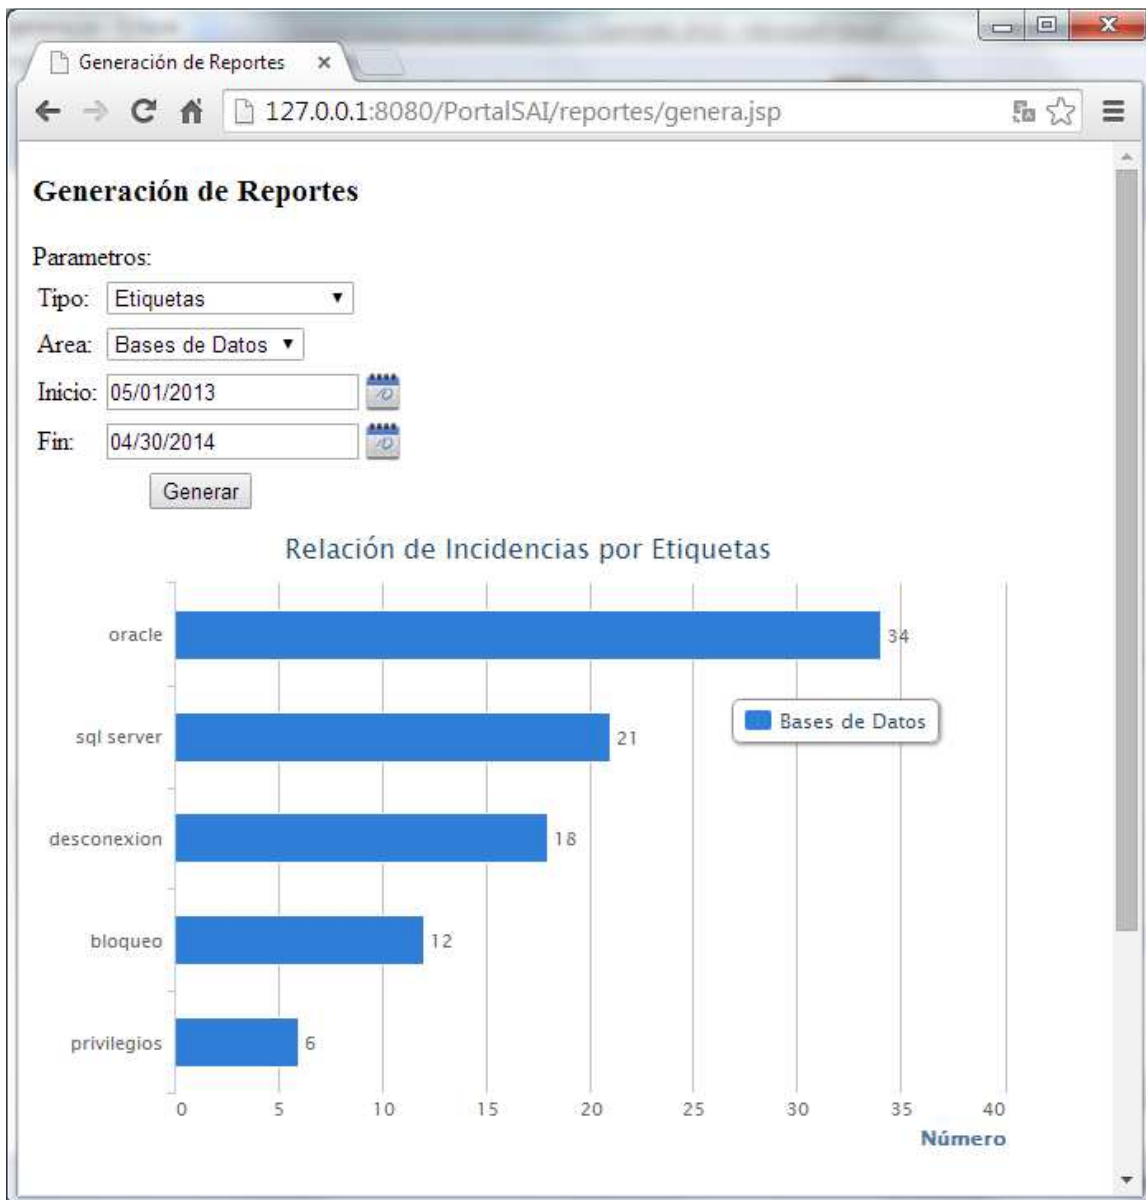 Generación de Reportes
127.0.0.1:8080/PortalSAI/reportes/genera.jsp
Generación de Reportes
Parametros:
Tipo: Etiquetas
Area: Bases de Datos
Inicio: 05/01/2013
Fin: 04/30/2014
Generar
Relación de Incidencias por Etiquetas
oracle 34
Bases de Datos
sql server 21
desconexion 18
bloqueo 12
privilegios 6
0 5 10 15 20 25 30 35 40
Número